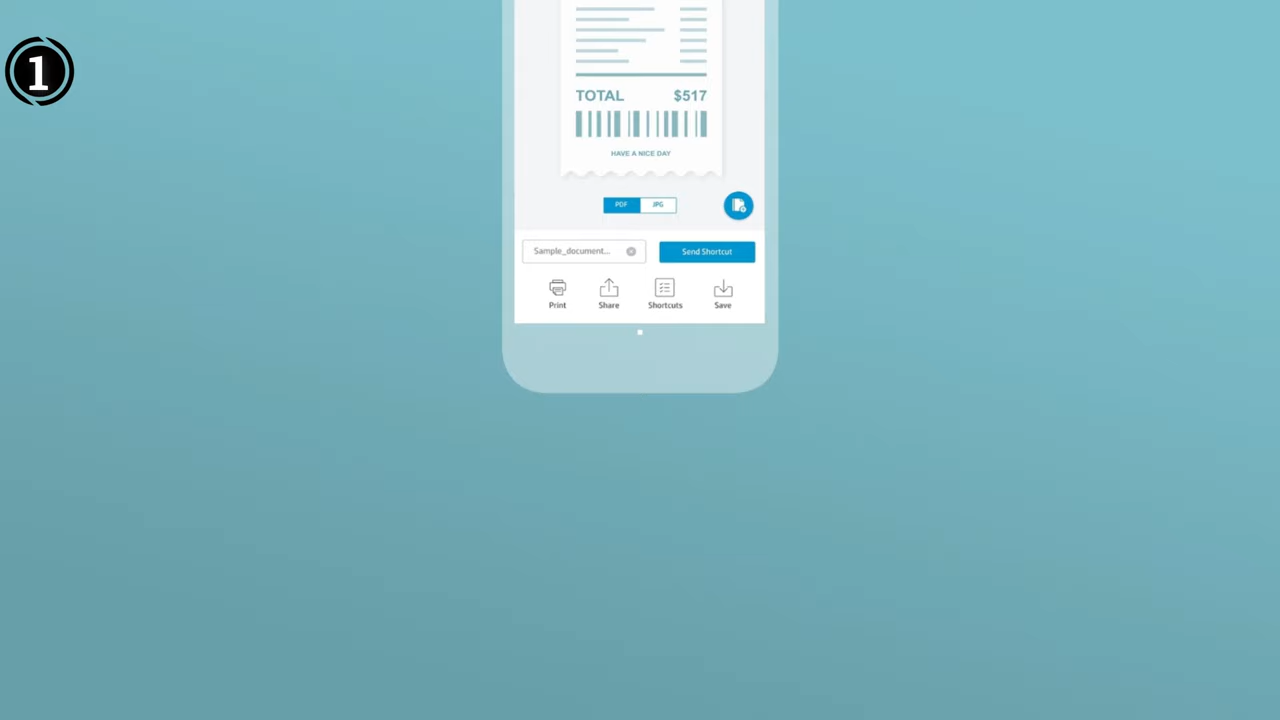 1
TOTAL $517
HAVE A NICE DAY
PDF JPG
Sample_document... Send Shortcut
Print Share Shortcuts Save